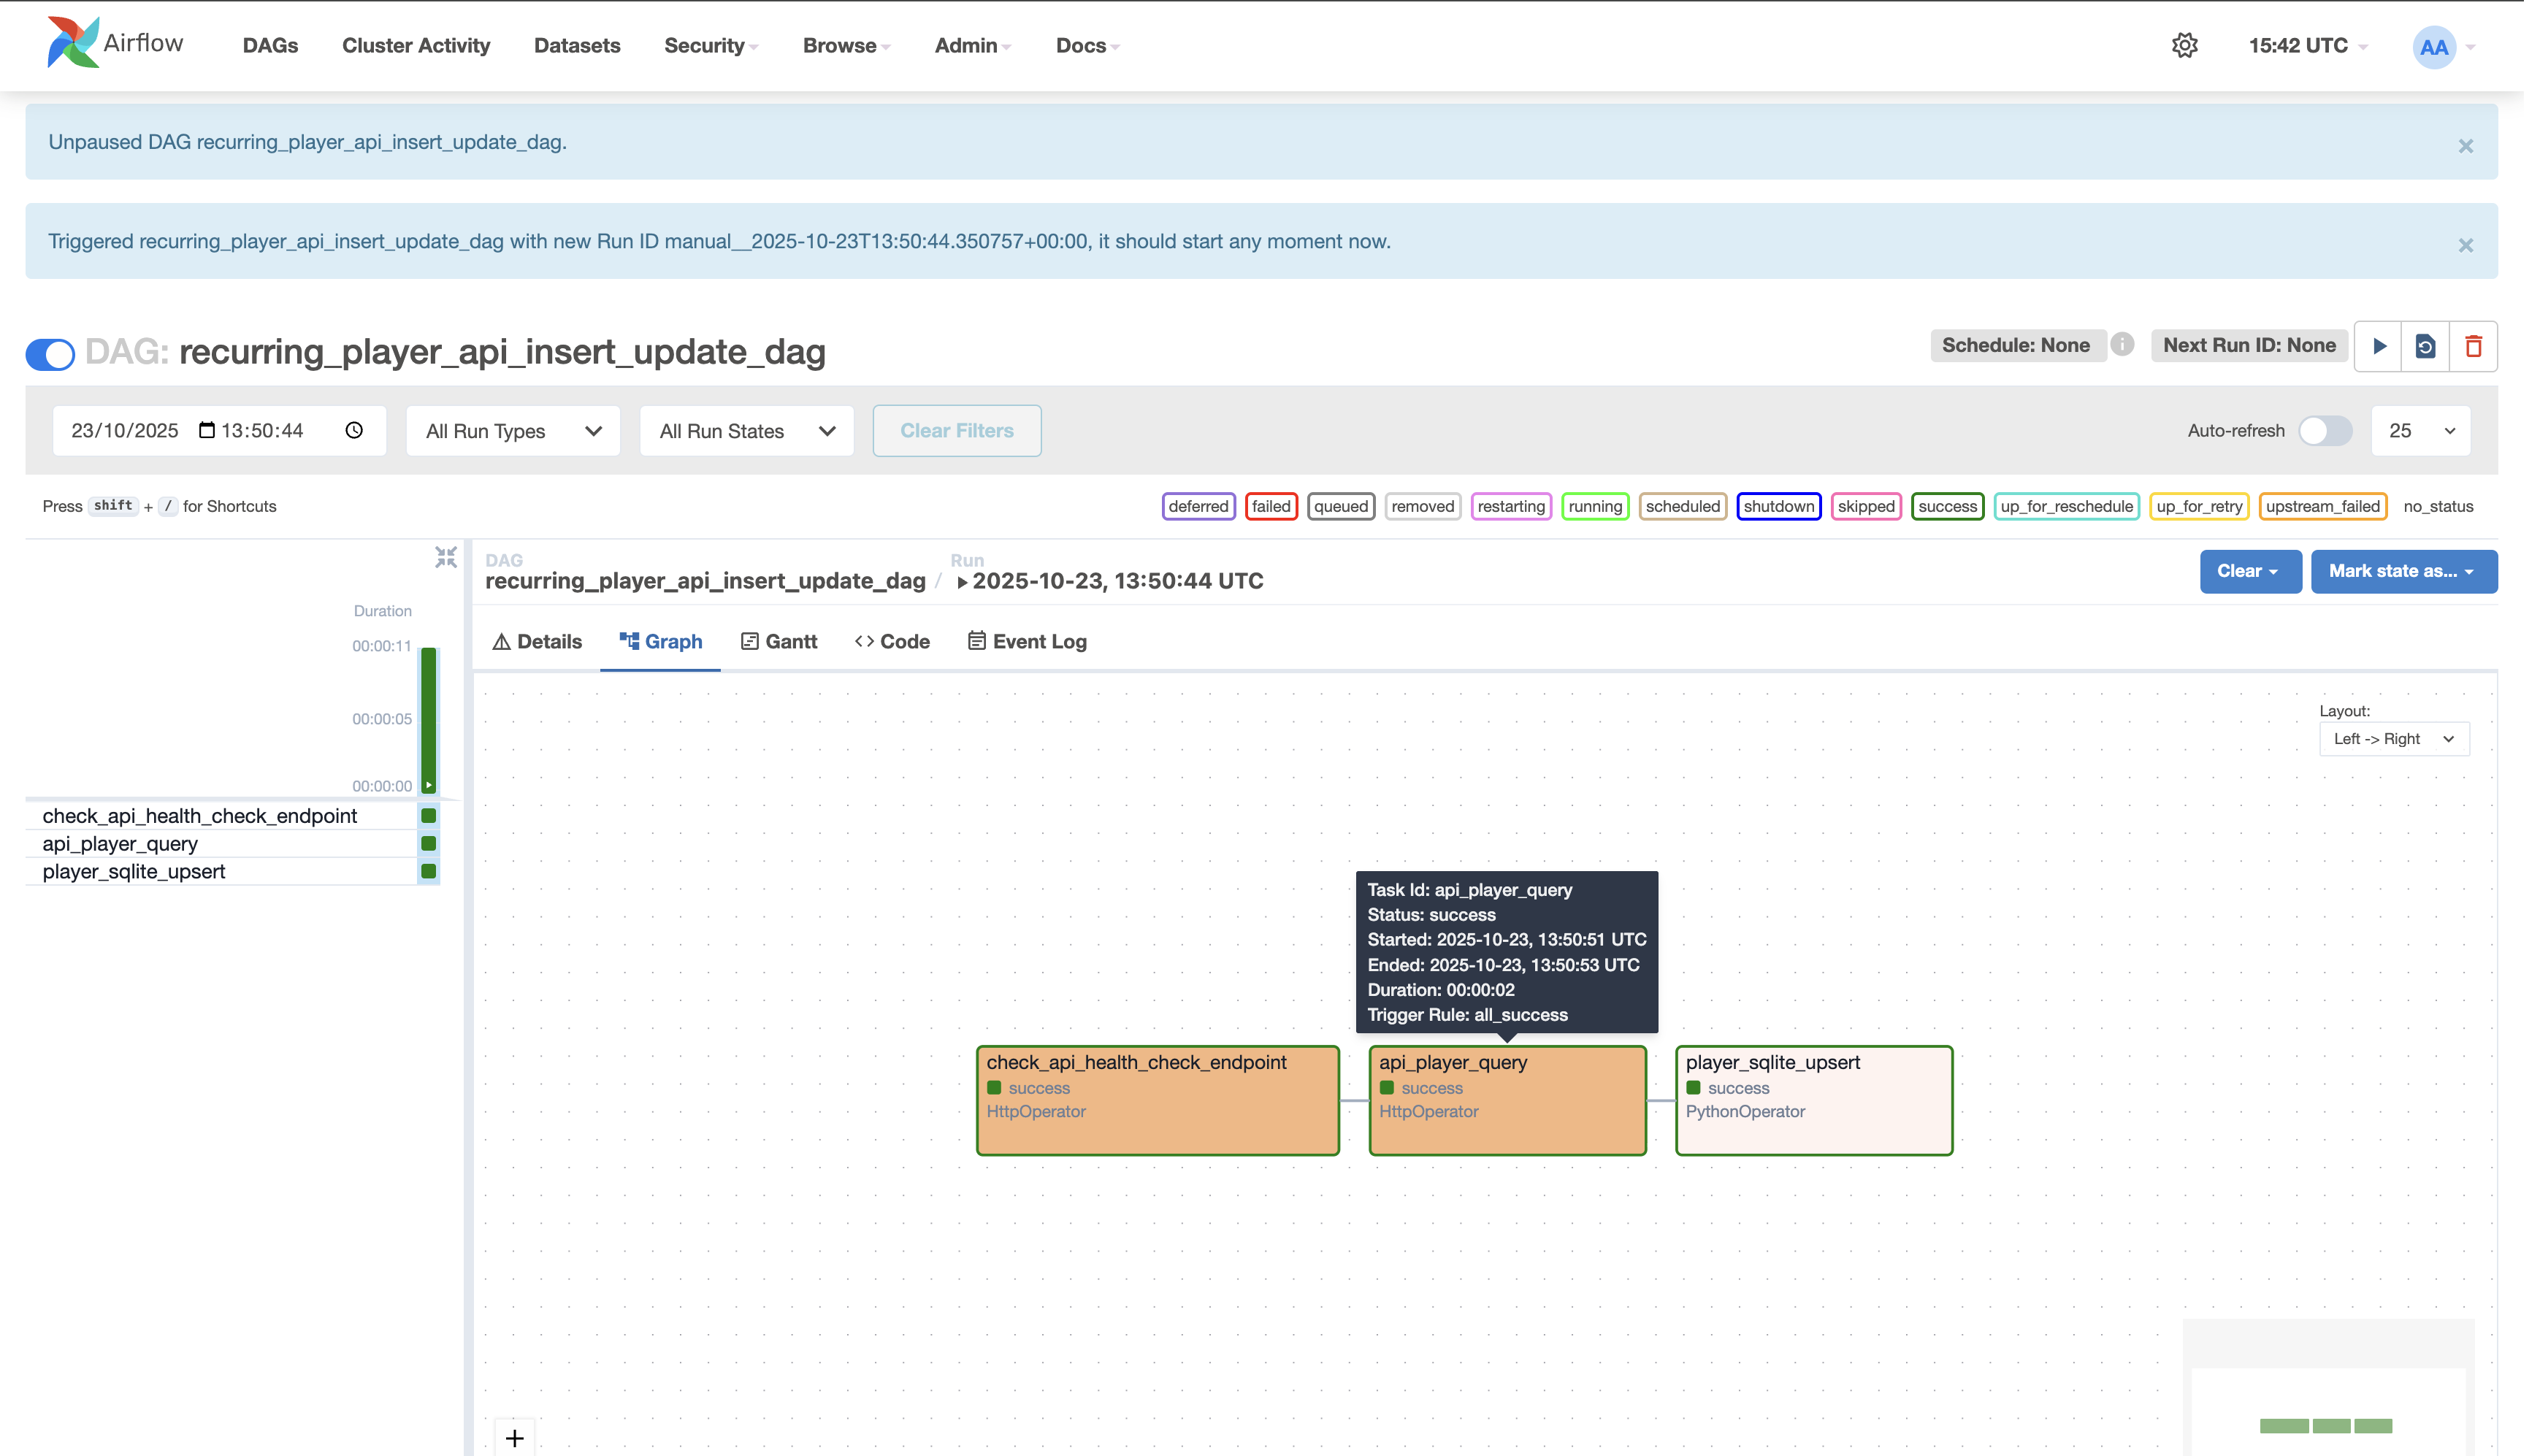 Airflow DAGs Cluster Activity Datasets Security Browse Admin Docs 15:42 UTC AA
Unpaused DAG recurring_player_api_insert_update_dag. ×
Triggered recurring_player_api_insert_update_dag with new Run ID manual__2025-10-23T13:50:44.350757+00:00, it should start any moment now. ×
DAG: recurring_player_api_insert_update_dag Schedule: None i Next Run ID: None
23/10/2025 13:50:44 All Run Types All Run States Clear Filters Auto-refresh 25
Press shift + / for Shortcuts deferred failed queued removed restarting running scheduled shutdown skipped success up_for_reschedule up_for_retry upstream_failed no_status
DAG Run
recurring_player_api_insert_update_dag / 2025-10-23, 13:50:44 UTC Clear Mark state as...
Duration
Details Graph Gantt Code Event Log
00:00:11
00:00:05
00:00:00
Layout:
Left -> Right
check_api_health_check_endpoint
api_player_query
player_sqlite_upsert
Task Id: api_player_query
Status: success
Started: 2025-10-23, 13:50:51 UTC
Ended: 2025-10-23, 13:50:53 UTC
Duration: 00:00:02
Trigger Rule: all_success
check_api_health_check_endpoint
success
HttpOperator
api_player_query
success
HttpOperator
player_sqlite_upsert
success
PythonOperator
+